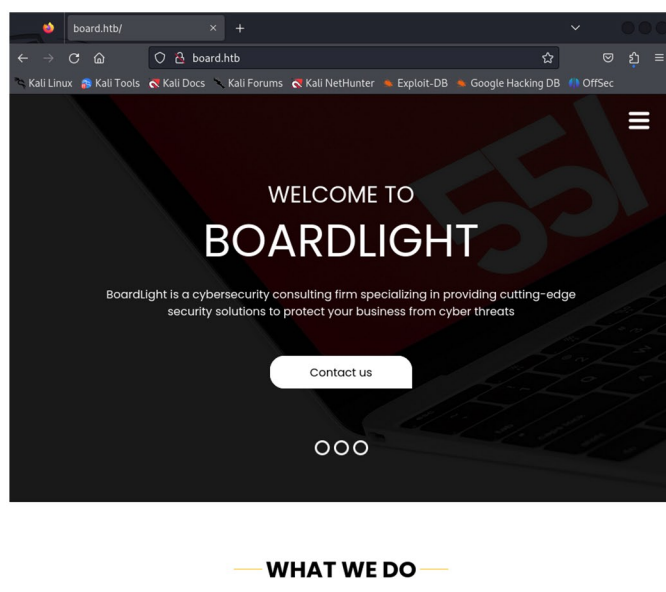 board.htb/
board.htb
Kali Linux Kali Tools Kali Docs Kali Forums Kali NetHunter Exploit-DB Google Hacking DB OffSec
551
WELCOME TO
BOARDLIGHT
BoardLight is a cybersecurity consulting firm specializing in providing cutting-edge
security solutions to protect your business from cyber threats
Contact us
WHAT WE DO